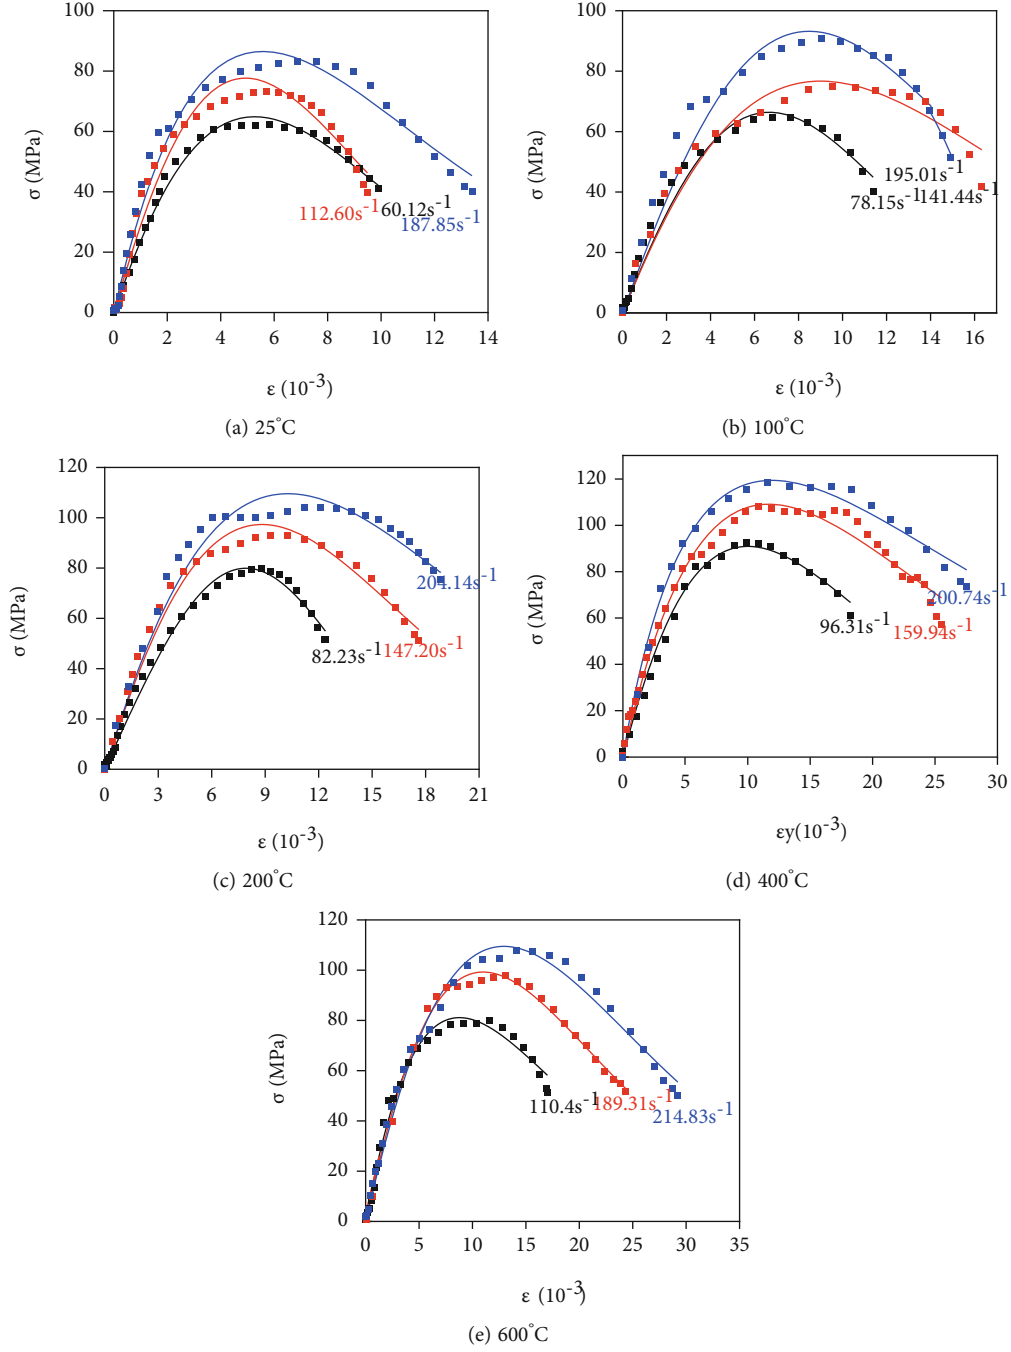 100
80
60
40
20
0
σ (MPa)
112.60s-1
60.12s-1
187.85s-1
0 2 4 6 8 10 12 14
ε (10-3)
(a) 25°C
100
80
60
40
20
0
σ (MPa)
195.01s-1
78.15s-1
141.44s-1
0 2 4 6 8 10 12 14 16
ε (10-3)
(b) 100°C
120
100
80
60
40
20
0
σ (MPa)
204.14s-1
82.23s-1
147.20s-1
0 3 6 9 12 15 18 21
ε (10-3)
(c) 200°C
120
100
80
60
40
20
0
σ (MPa)
200.74s-1
96.31s-1
159.94s-1
0 5 10 15 20 25 30
εy(10-3)
(d) 400°C
120
100
80
60
40
20
0
σ (MPa)
110.4s-1
189.31s-1
214.83s-1
0 5 10 15 20 25 30 35
ε (10-3)
(e) 600°C